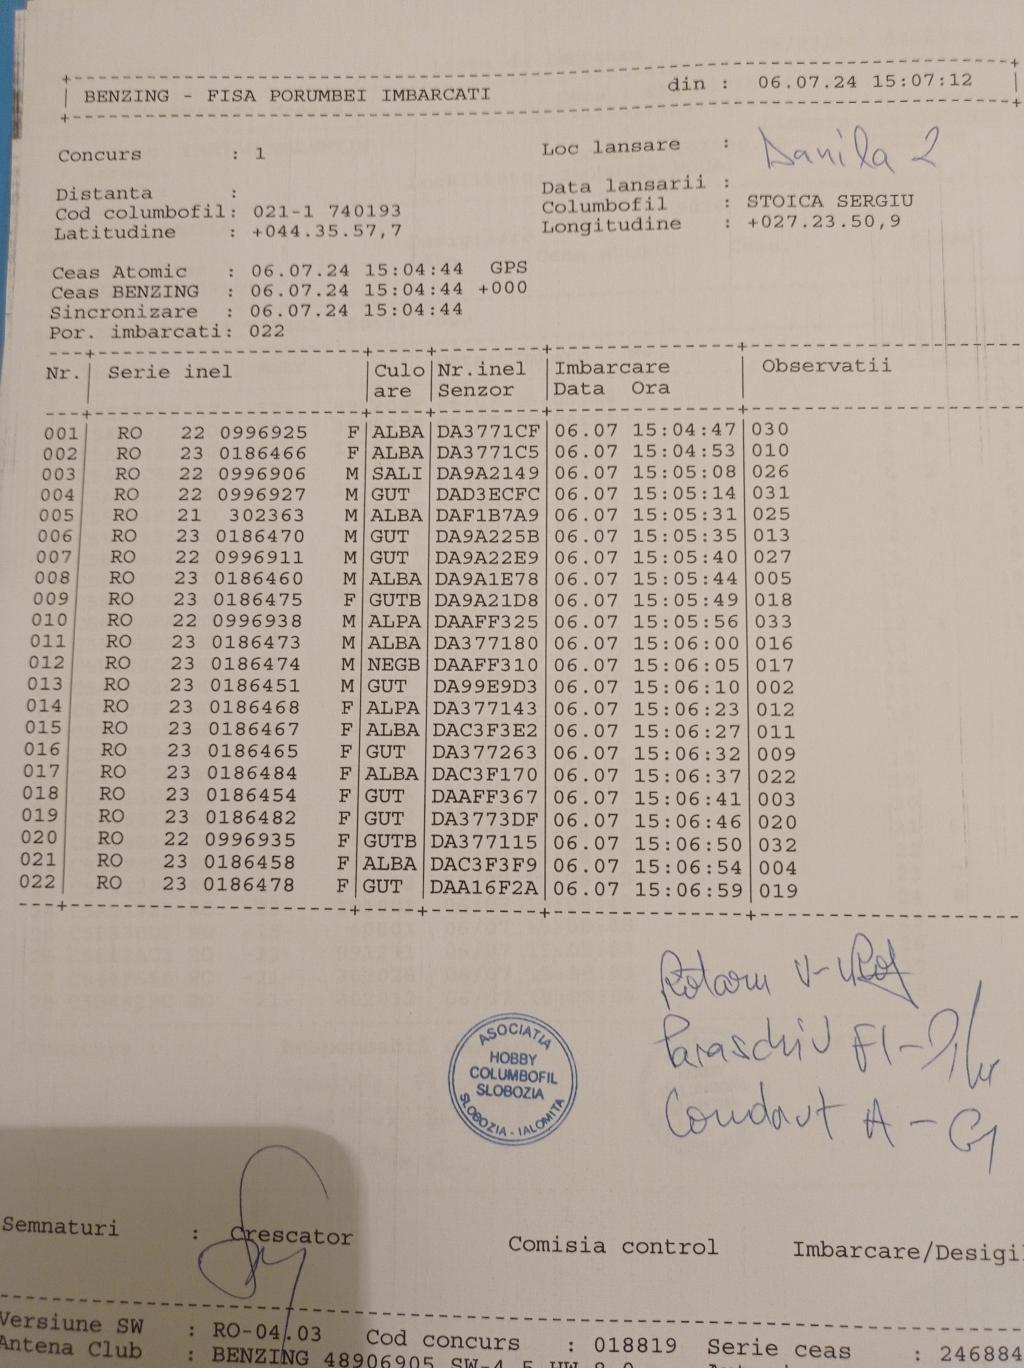 BENZING - FISA PORUMBEI IMBARCATI din : 06.07.24 15:07:12
Concurs : 1 Loc lansare : Danila 2
Distanta : Data lansarii :
Cod columbofil: 021-1 740193 Columbofil : STOICA SERGIU
Latitudine : +044.35.57,7 Longitudine : +027.23.50,9
Ceas Atomic : 06.07.24 15:04:44 GPS
Ceas BENZING : 06.07.24 15:04:44 +000
Sincronizare : 06.07.24 15:04:44
Por. imbarcati: 022
Nr. Serie inel Culo Nr.inel Imbarcare Observatii
are Senzor Data Ora
001 RO 22 0996925 F ALBA DA3771CF 06.07 15:04:47 030
002 RO 23 0186466 F ALBA DA3771C5 06.07 15:04:53 010
003 RO 22 0996906 M SALI DA9A2149 06.07 15:05:08 026
004 RO 22 0996927 M GUT DAD3ECFC 06.07 15:05:14 031
005 RO 21 302363 M ALBA DAF1B7A9 06.07 15:05:31 025
006 RO 23 0186470 M GUT DA9A225B 06.07 15:05:35 013
007 RO 22 0996911 M GUT DA9A22E9 06.07 15:05:40 027
008 RO 23 0186460 M ALBA DA9A1E78 06.07 15:05:44 005
009 RO 23 0186475 F GUTB DA9A21D8 06.07 15:05:49 018
010 RO 22 0996938 M ALPA DAAFF325 06.07 15:05:56 033
011 RO 23 0186473 M ALBA DA377180 06.07 15:06:00 016
012 RO 23 0186474 M NEGB DAAFF310 06.07 15:06:05 017
013 RO 23 0186451 M GUT DA99E9D3 06.07 15:06:10 002
014 RO 23 0186468 F ALPA DA377143 06.07 15:06:23 012
015 RO 23 0186467 F ALBA DAC3F3E2 06.07 15:06:27 011
016 RO 23 0186465 F GUT DA377263 06.07 15:06:32 009
017 RO 23 0186484 F ALBA DAC3F170 06.07 15:06:37 022
018 RO 23 0186454 F GUT DAAFF367 06.07 15:06:41 003
019 RO 23 0186482 F GUT DA3773DF 06.07 15:06:46 020
020 RO 22 0996935 F GUTB DA377115 06.07 15:06:50 032
021 RO 23 0186458 F ALBA DAC3F3F9 06.07 15:06:54 004
022 RO 23 0186478 F GUT DAA16F2A 06.07 15:06:59 019
Rotaru V-
Paraschiv Fl-
A -
ASOCIATIA
HOBBY
COLUMBOFIL
SLOBOZIA
SLOBOZIA - IALOMITA
Semnaturi : Crescator Comisia control Imbarcare/Desigil
Versiune SW : RO-04.03 Cod concurs : 018819 Serie ceas : 246884
Antena Club : BENZING 48906905